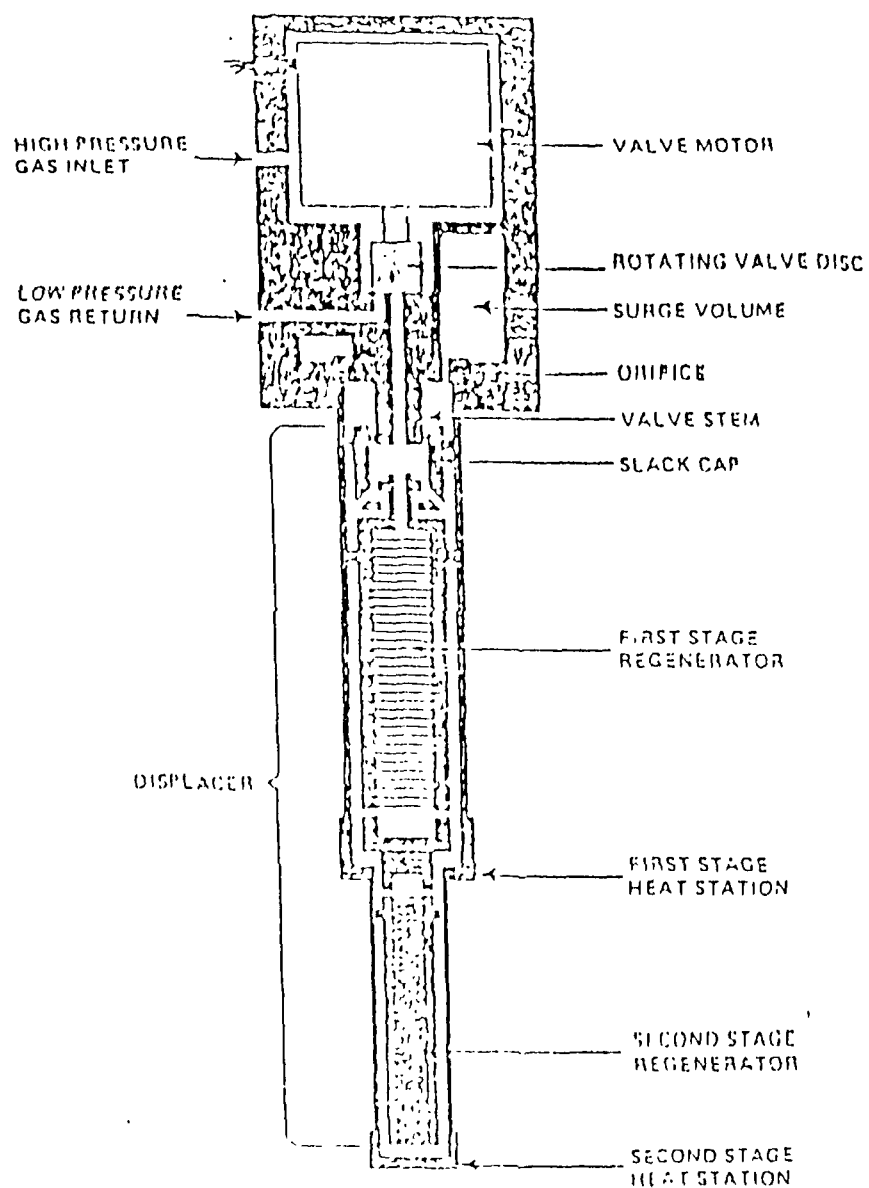 HIGH PRESSURE
GAS INLET
VALVE MOTOR
ROTATING VALVE DISC
LOW PRESSURE
GAS RETURN
SURGE VOLUME
ORIFICE
VALVE STEM
SLACK CAP
FIRST STAGE
REGENERATOR
DISPLACER
FIRST STAGE
HEAT STATION
SECOND STAGE
REGENERATOR
SECOND STAGE
HEAT STATION